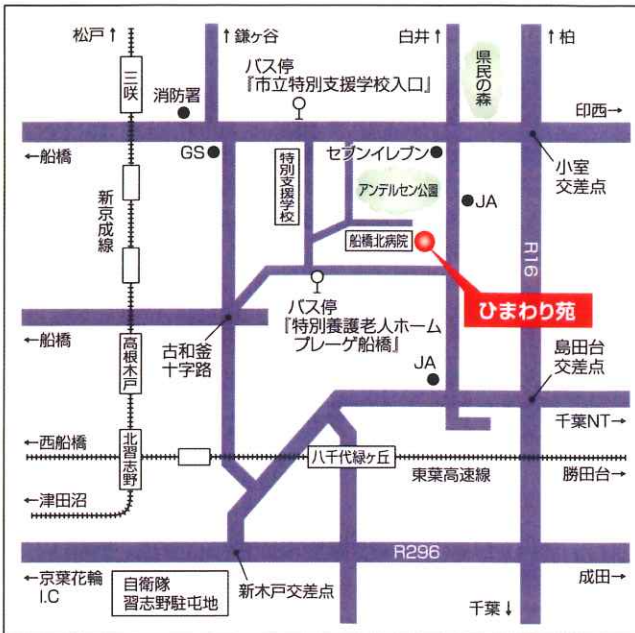 松戸↑
↑鎌ヶ谷
白井↑
↑柏
三咲
消防署
バス停
『市立特別支援学校入口』
県民の森
印西→
←船橋
GS
特別支援学校
セブンイレブン
小室
交差点
新京成線
アンデルセン公園
JA
船橋北病院
R16
ひまわり苑
バス停
『特別養護老人ホーム
プレーゲ船橋』
←船橋
古和釜
十字路
高根木戸
JA
島田台
交差点
千葉NT→
←西船橋
北習志野
八千代緑ヶ丘
東葉高速線
勝田台→
←津田沼
R296
←京葉花輪
I.C
自衛隊
習志野駐屯地
新木戸交差点
成田→
千葉↓